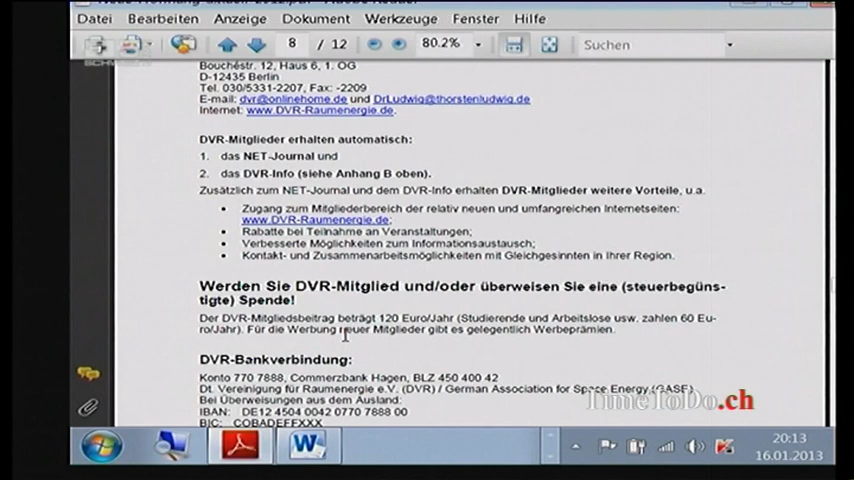 Datei Bearbeiten Anzeige Dokument Werkzeuge Fenster Hilfe
8 / 12 80.2% Suchen
Bouchéstr. 12, Haus 6, 1. OG
D-12435 Berlin
Tel. 030/5331-2207, Fax: -2209
E-mail: dvr@onlinehome.de und DrLudwig@thorstenludwig.de
Internet: www.DVR-Raumenergie.de.
DVR-Mitglieder erhalten automatisch:
1. das NET-Journal und
2. das DVR-Info (siehe Anhang B oben).
Zusätzlich zum NET-Journal und dem DVR-Info erhalten DVR-Mitglieder weitere Vorteile, u.a.
• Zugang zum Mitgliederbereich der relativ neuen und umfangreichen Internetseiten:
www.DVR-Raumenergie.de;
• Rabatte bei Teilnahme an Veranstaltungen;
• Verbesserte Möglichkeiten zum Informationsaustausch;
• Kontakt- und Zusammenarbeitsmöglichkeiten mit Gleichgesinnten in Ihrer Region.
Werden Sie DVR-Mitglied und/oder überweisen Sie eine (steuerbegüns-
tigte) Spende!
Der DVR-Mitgliedsbeitrag beträgt 120 Euro/Jahr (Studierende und Arbeitslose usw. zahlen 60 Eu-
ro/Jahr). Für die Werbung neuer Mitglieder gibt es gelegentlich Werbeprämien.
DVR-Bankverbindung:
Konto 770 7888, Commerzbank Hagen, BLZ 450 400 42
Dt. Vereinigung für Raumenergie e.V. (DVR) / German Association for Space Energy (GASE)
Bei Überweisungen aus dem Ausland:
IBAN: DE12 4504 0042 0770 7888 00
BIC: COBADEFFXXX
TimeToDo.ch
20:13
16.01.2013